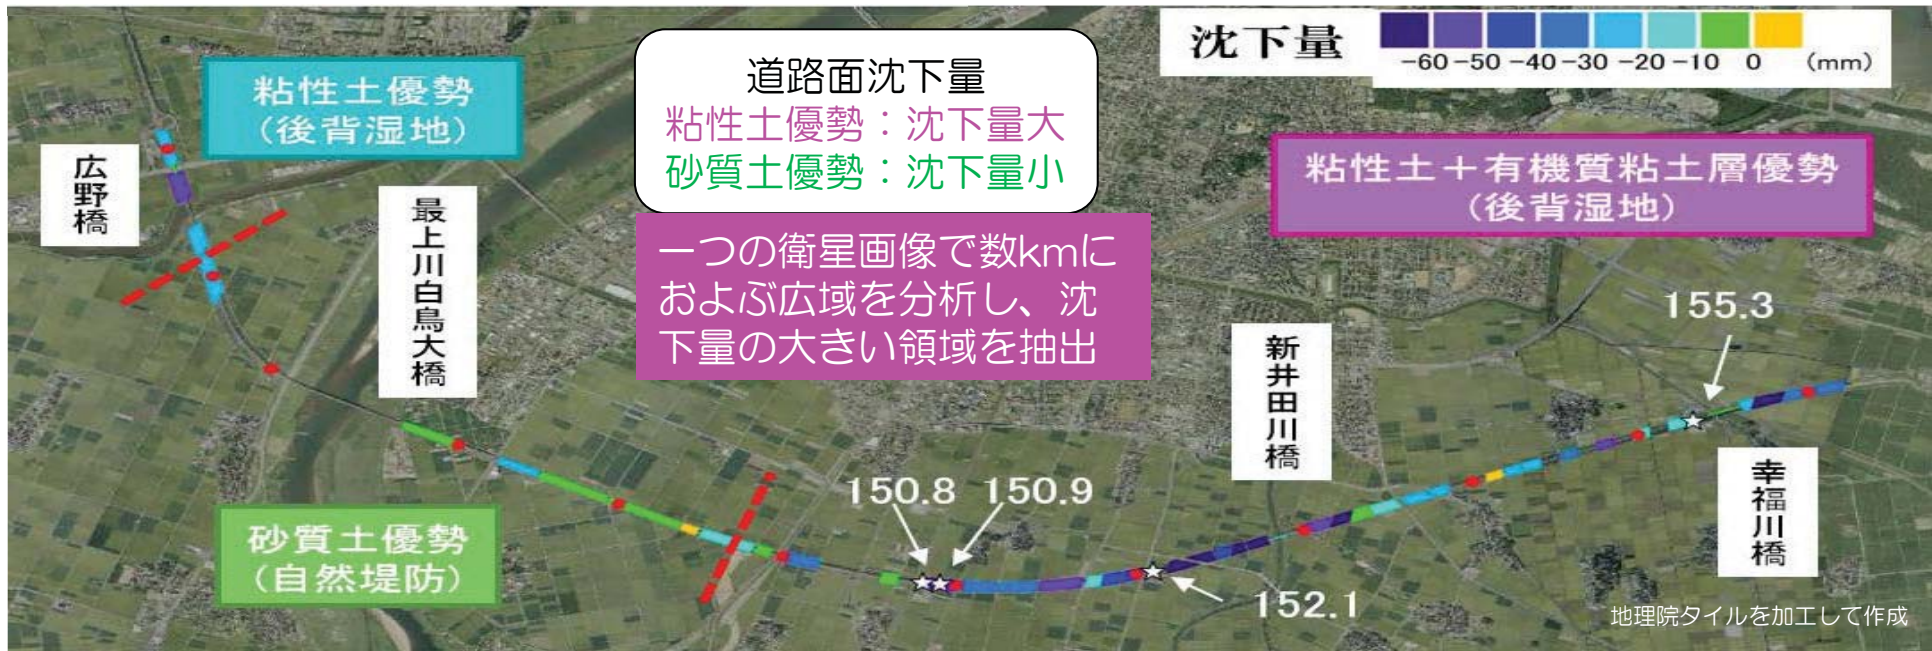 沈下量
-60 -50 -40 -30 -20 -10 0 (mm)
道路面沈下量
粘性土優勢：沈下量大
砂質土優勢：沈下量小
一つの衛星画像で数kmに
およぶ広域を分析し、沈
下量の大きい領域を抽出
粘性土優勢
（後背湿地）
広野橋
最上川白鳥大橋
砂質土優勢
（自然堤防）
粘性土＋有機質粘土層優勢
（後背湿地）
150.8
150.9
152.1
新井田川橋
155.3
幸福川橋
地理院タイルを加工して作成